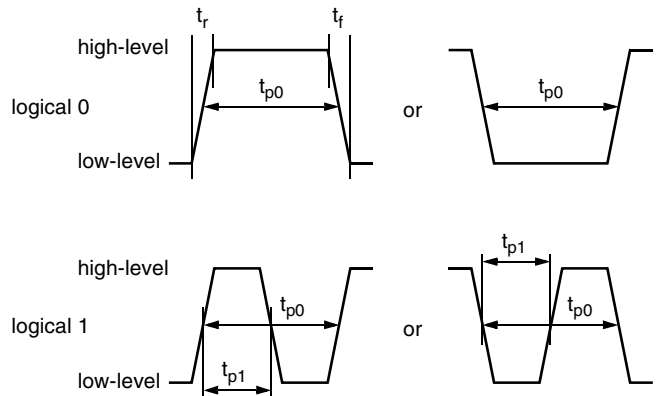 t_r t_f
high-level
t_p0 t_p0
logical 0 or
low-level
t_p1
high-level
t_p0 t_p0
logical 1 or
t_p1
low-level